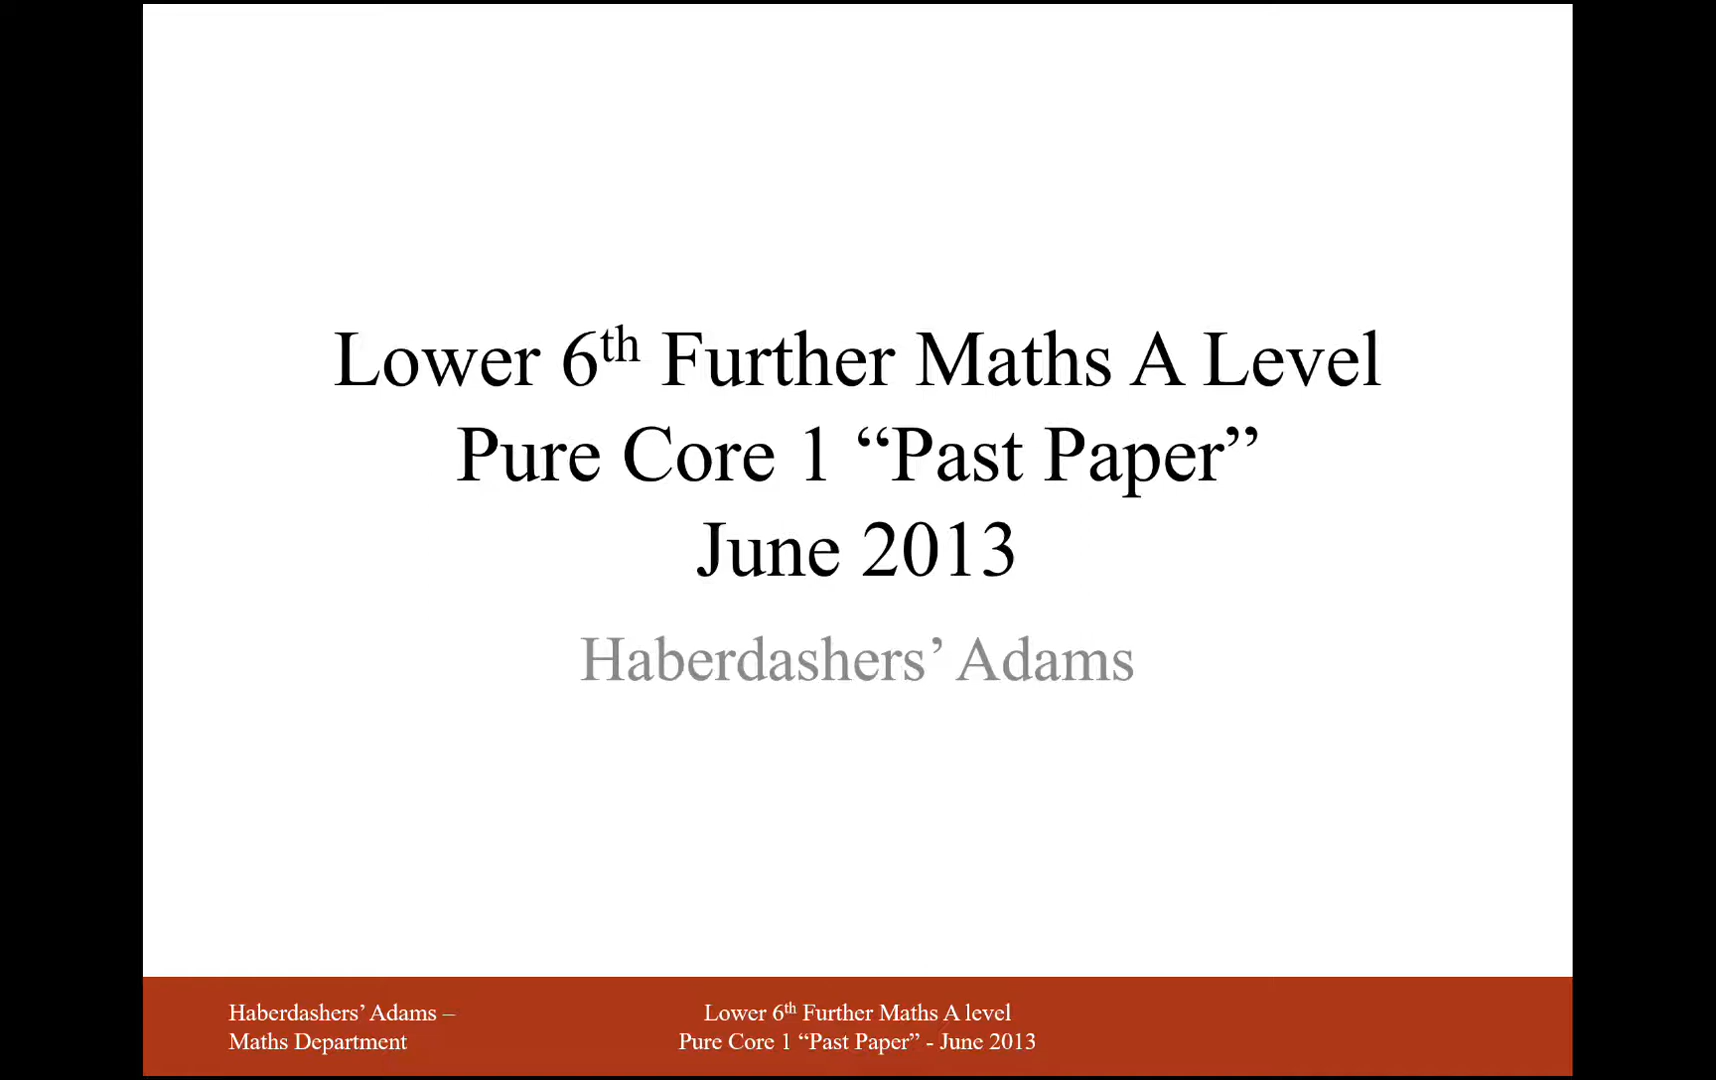 Lower 6th Further Maths A Level
Pure Core 1 “Past Paper”
June 2013
Haberdashers’ Adams
Haberdashers’ Adams –
Maths Department
Lower 6th Further Maths A level
Pure Core 1 “Past Paper” - June 2013